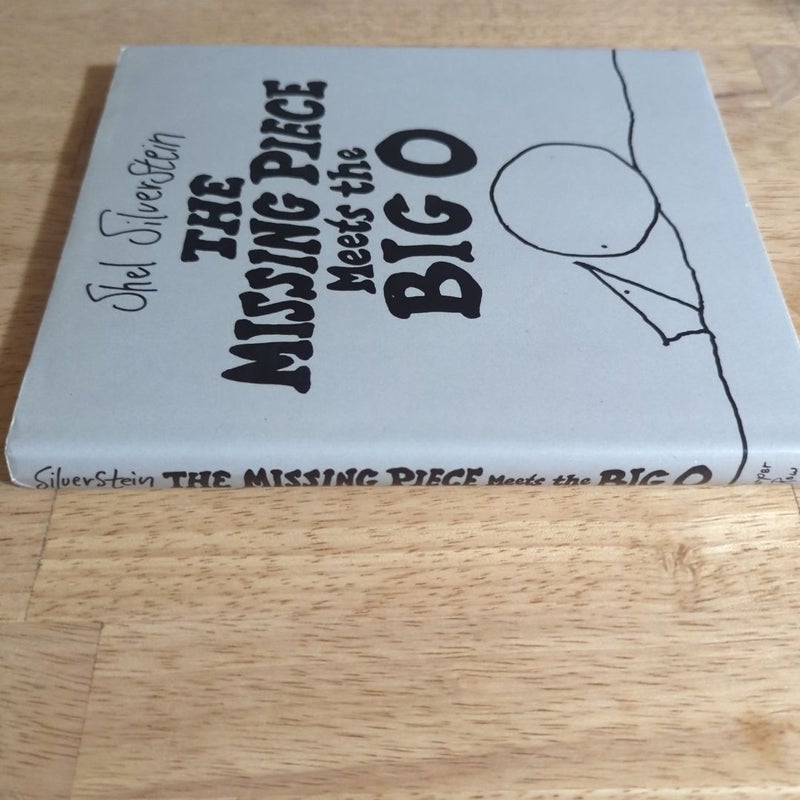 Shel Silverstein
THE
MISSING PIECE
Meets the
BIG O
Silverstein THE MISSING PIECE Meets the BIG O